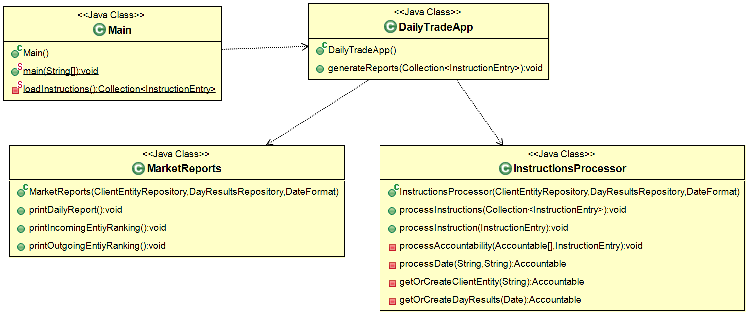 <<Java Class>>
Main
Main()
main(String[]):void
loadInstructions():Collection<InstructionEntry>
<<Java Class>>
DailyTradeApp
DailyTradeApp()
generateReports(Collection<InstructionEntry>):void
<<Java Class>>
MarketReports
MarketReports(ClientEntityRepository,DayResultsRepository,DateFormat)
printDailyReport():void
printIncomingEntiyRanking():void
printOutgoingEntiyRanking():void
<<Java Class>>
InstructionsProcessor
InstructionsProcessor(ClientEntityRepository,DayResultsRepository,DateFormat)
processInstructions(Collection<InstructionEntry>):void
processInstruction(InstructionEntry):void
processAccountability(Accountable[],InstructionEntry):void
processDate(String,String):Accountable
getOrCreateClientEntity(String):Accountable
getOrCreateDayResults(Date):Accountable